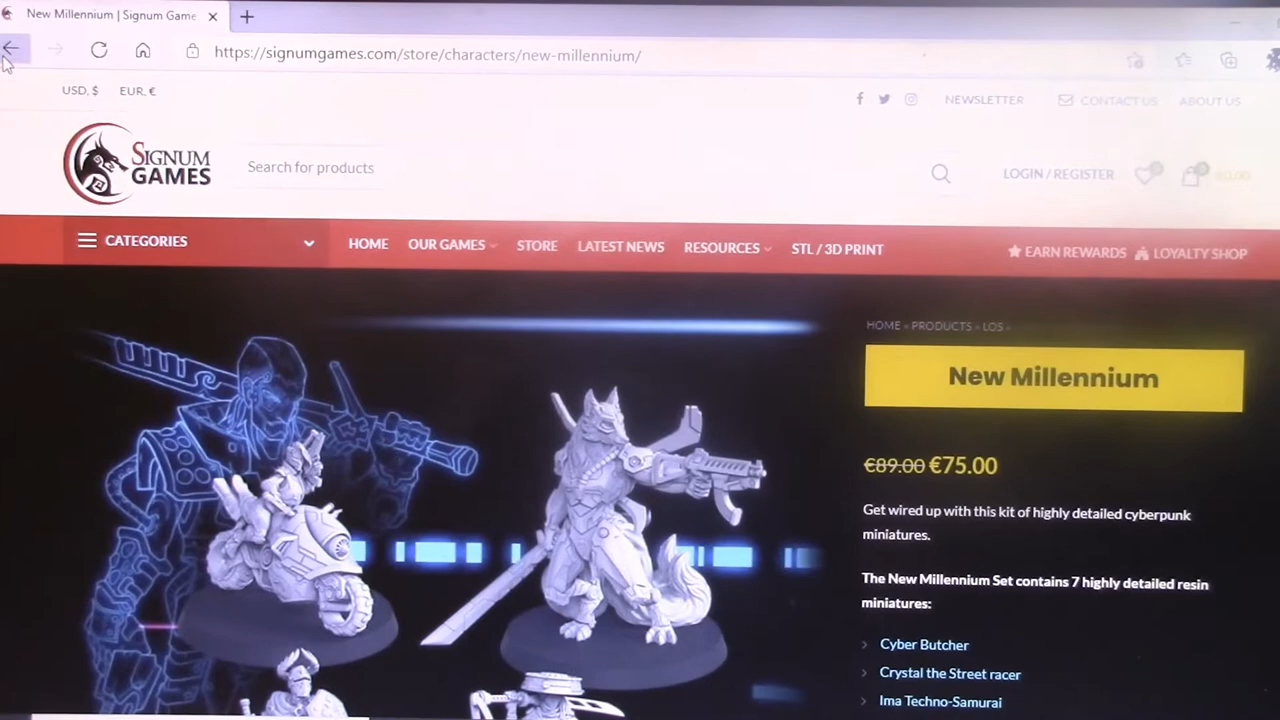 New Millennium | Signum Game
https://signumgames.com/store/characters/new-millennium/
USD, $ EUR, €
NEWSLETTER CONTACT US ABOUT US
SIGNUM
GAMES
Search for products
LOGIN / REGISTER 0 0 €0.00
CATEGORIES HOME OUR GAMES STORE LATEST NEWS RESOURCES STL / 3D PRINT EARN REWARDS LOYALTY SHOP
HOME » PRODUCTS » LOS »
New Millennium
€89.00 €75.00
Get wired up with this kit of highly detailed cyberpunk
miniatures.
The New Millennium Set contains 7 highly detailed resin
miniatures:
Cyber Butcher
Crystal the Street racer
Ima Techno-Samurai